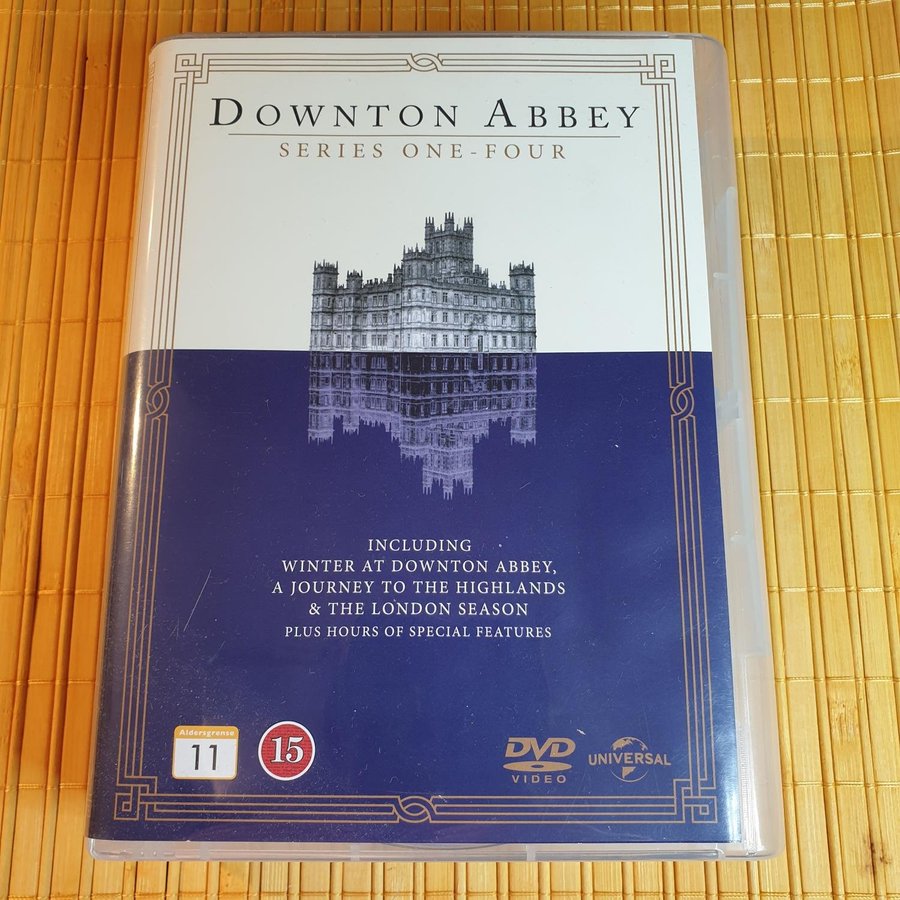 DOWNTON ABBEY
SERIES ONE-FOUR
INCLUDING
WINTER AT DOWNTON ABBEY,
A JOURNEY TO THE HIGHLANDS
& THE LONDON SEASON
PLUS HOURS OF SPECIAL FEATURES
Aldersgrense
11
15
DVD
VIDEO
UNIVERSAL